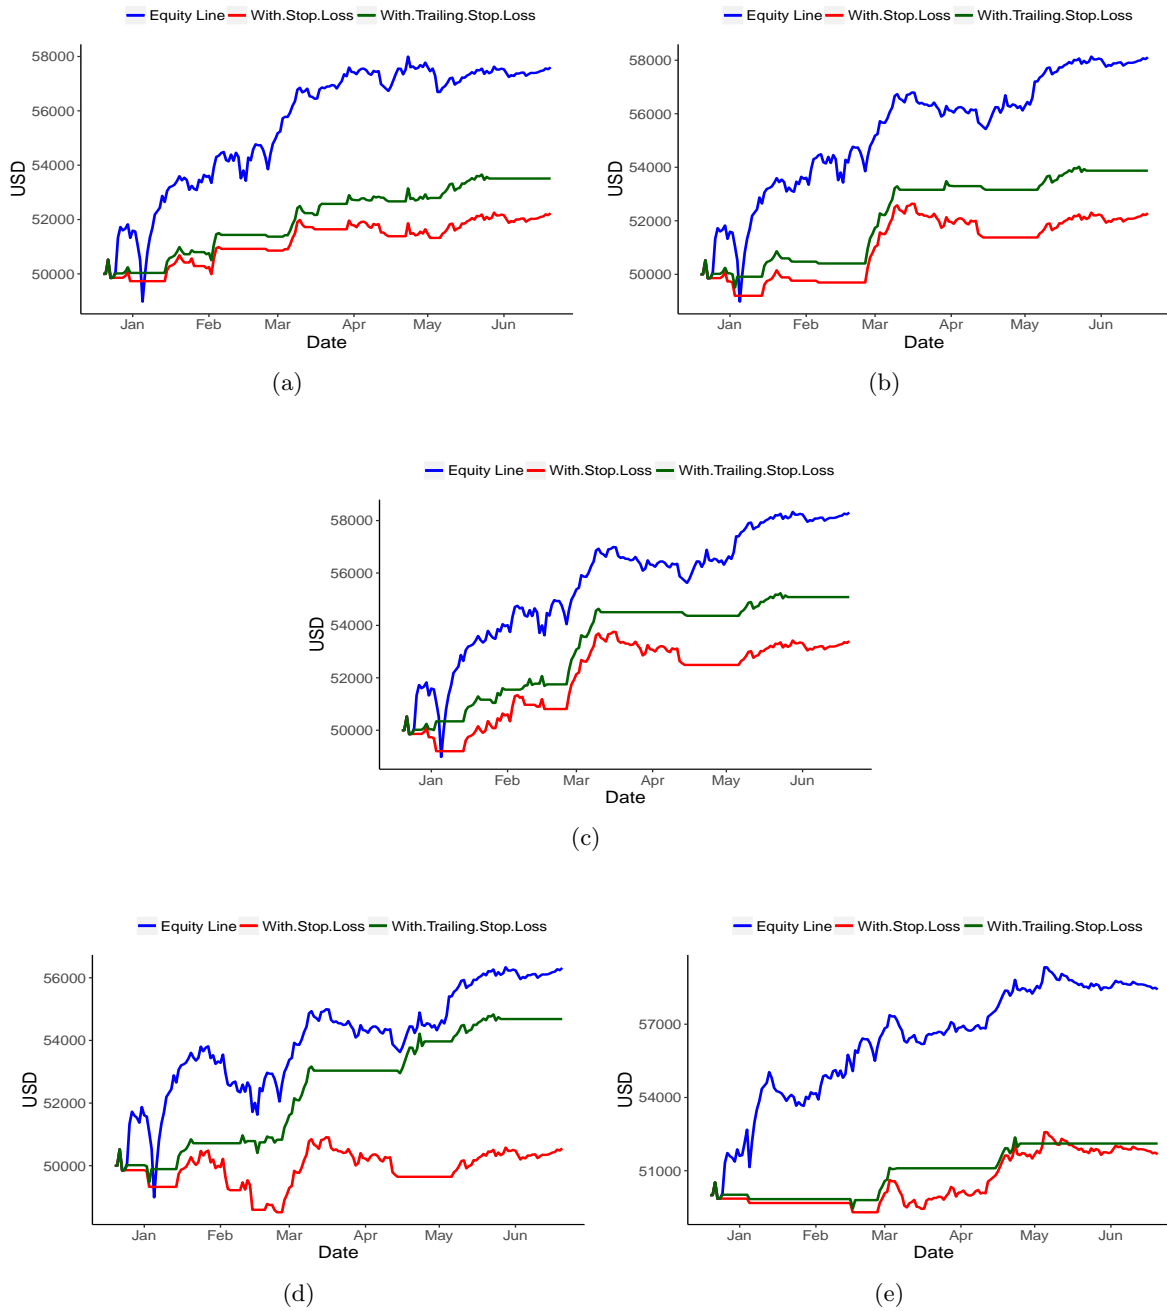 Equity Line With.Stop.Loss With.Trailing.Stop.Loss
58000
56000
54000
52000
50000
USD
Jan Feb Mar Apr May Jun
Date
(a)
Equity Line With.Stop.Loss With.Trailing.Stop.Loss
58000
56000
54000
52000
50000
USD
Jan Feb Mar Apr May Jun
Date
(b)
Equity Line With.Stop.Loss With.Trailing.Stop.Loss
58000
56000
54000
52000
50000
USD
Jan Feb Mar Apr May Jun
Date
(c)
Equity Line With.Stop.Loss With.Trailing.Stop.Loss
56000
54000
52000
50000
USD
Jan Feb Mar Apr May Jun
Date
(d)
Equity Line With.Stop.Loss With.Trailing.Stop.Loss
57000
54000
51000
USD
Jan Feb Mar Apr May Jun
Date
(e)